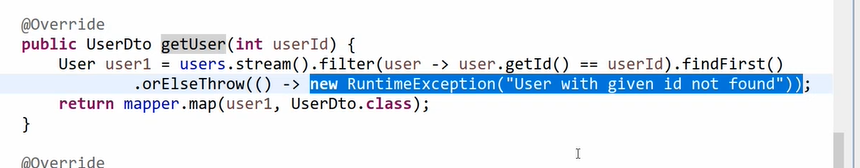 @Override
public UserDto getUser(int userId) {
User user1 = users.stream().filter(user -> user.getId() == userId).findFirst()
.orElseThrow(() -> new RuntimeException("User with given id not found"));
return mapper.map(user1, UserDto.class);
}
@Override